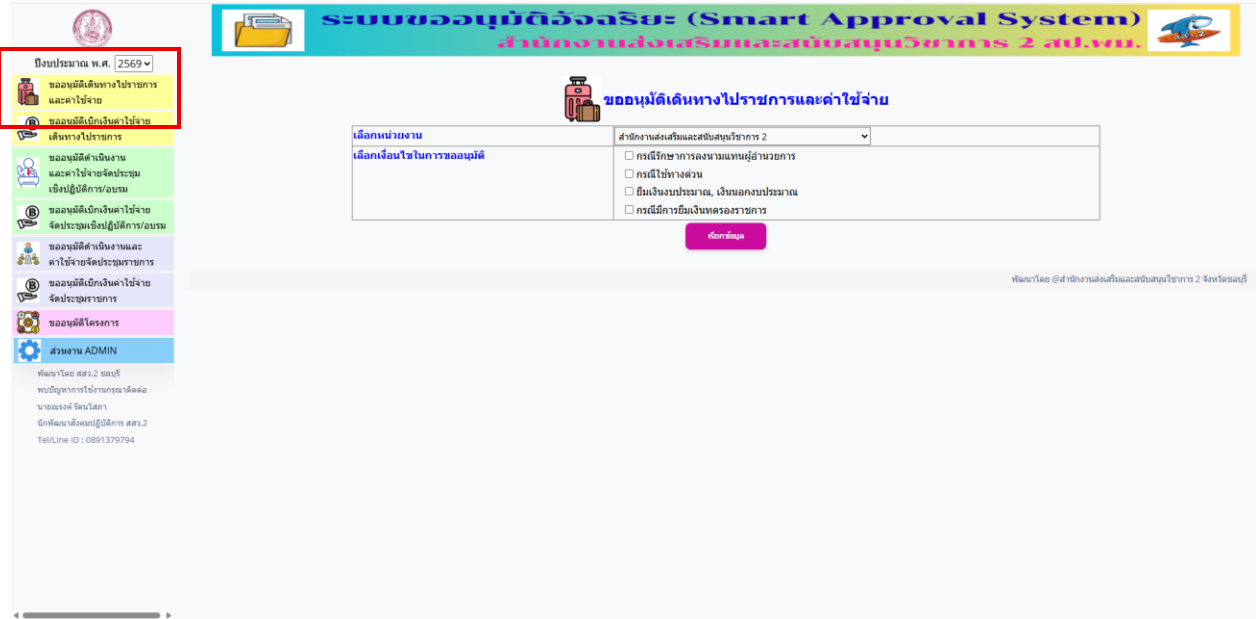 ระบบขออนุมัติอัจฉริยะ (Smart Approval System)
สำนักงานส่งเสริมและสนับสนุนวิชาการ 2 สป.พม.
ปีงบประมาณ พ.ศ. 2569
ขออนุมัติเดินทางไปราชการ
และค่าใช้จ่าย
ขออนุมัติเบิกเงินค่าใช้จ่าย
เดินทางไปราชการ
ขออนุมัติดำเนินงาน
และค่าใช้จ่ายจัดประชุม
เชิงปฏิบัติการ/อบรม
ขออนุมัติเบิกเงินค่าใช้จ่าย
จัดประชุมเชิงปฏิบัติการ/อบรม
ขออนุมัติดำเนินงานและ
ค่าใช้จ่ายจัดประชุมราชการ
ขออนุมัติเบิกเงินค่าใช้จ่าย
จัดประชุมราชการ
ขออนุมัติโครงการ
ส่วนงาน ADMIN
พัฒนาโดย สสว.2 ชลบุรี
พบปัญหาการใช้งานกรุณาติดต่อ
นายณรงค์ รัตนโสภา
นักพัฒนาสังคมปฏิบัติการ สสว.2
Tel/Line ID : 0891379794
ขออนุมัติเดินทางไปราชการและค่าใช้จ่าย
เลือกหน่วยงาน
สำนักงานส่งเสริมและสนับสนุนวิชาการ 2
เลือกเงื่อนไขในการขออนุมัติ
กรณีรักษาการลงนามแทนผู้อำนวยการ
กรณีใช้ทางด่วน
ยืมเงินงบประมาณ, เงินนอกงบประมาณ
กรณีมีการยืมเงินทดรองราชการ
เรียกข้อมูล
พัฒนาโดย @สำนักงานส่งเสริมและสนับสนุนวิชาการ 2 จังหวัดชลบุรี